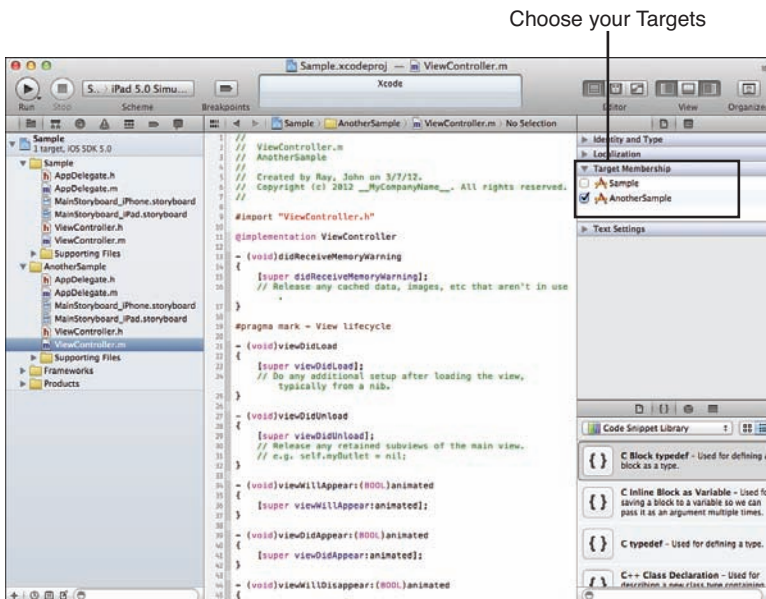 Choose your Targets
Sample.xcodeproj — ViewController.m
Run Stop
S... iPad 5.0 Simu...
Scheme
Breakpoints
Xcode
Editor
View
Organizer
Sample
1 target, iOS SDK 5.0
Sample
AppDelegate.h
AppDelegate.m
MainStoryboard_iPhone.storyboard
MainStoryboard_iPad.storyboard
ViewController.h
ViewController.m
Supporting Files
AnotherSample
AppDelegate.h
AppDelegate.m
MainStoryboard_iPhone.storyboard
MainStoryboard_iPad.storyboard
ViewController.h
ViewController.m
Supporting Files
Frameworks
Products
Sample AnotherSample ViewController.m No Selection
//
// ViewController.m
// AnotherSample
//
// Created by Ray, John on 3/7/12.
// Copyright (c) 2012 __MyCompanyName__. All rights reserved.
//
#import "ViewController.h"
@implementation ViewController
- (void)didReceiveMemoryWarning
{
[super didReceiveMemoryWarning];
// Release any cached data, images, etc that aren't in use
.
}
#pragma mark - View lifecycle
- (void)viewDidLoad
{
[super viewDidLoad];
// Do any additional setup after loading the view,
typically from a nib.
}
- (void)viewDidUnload
{
[super viewDidUnload];
// Release any retained subviews of the main view.
// e.g. self.myOutlet = nil;
}
- (void)viewWillAppear:(BOOL)animated
{
[super viewWillAppear:animated];
}
- (void)viewDidAppear:(BOOL)animated
{
[super viewDidAppear:animated];
}
- (void)viewWillDisappear:(BOOL)animated
{
Identity and Type
Localization
Target Membership
Sample
AnotherSample
Text Settings
Code Snippet Library
C Block typedef - Used for defining a
block as a type.
C Inline Block as Variable - Used for
saving a block to a variable so we can
pass it as an argument multiple times.
C typedef - Used for defining a type.
C++ Class Declaration - Used for
describing a new class type containing